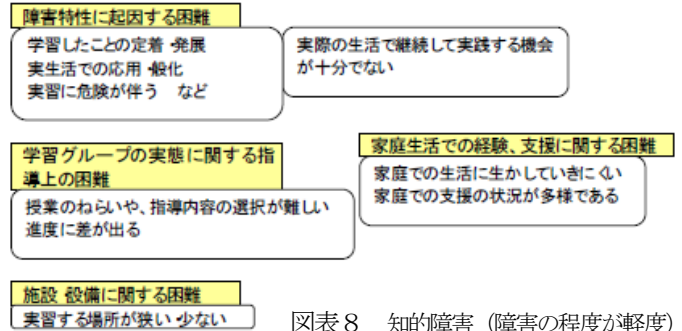 障害特性に起因する困難
学習したことの定着・発展
実生活での応用・般化
実習に危険が伴う　など
実際の生活で継続して実践する機会
が十分でない
学習グループの実態に関する指
導上の困難
授業のねらいや、指導内容の選択が難しい
進度に差が出る
家庭生活での経験、支援に関する困難
家庭での生活に生かしていきにくい
家庭での支援の状況が多様である
施設・設備に関する困難
実習する場所が狭い・少ない
図表８　知的障害（障害の程度が軽度）